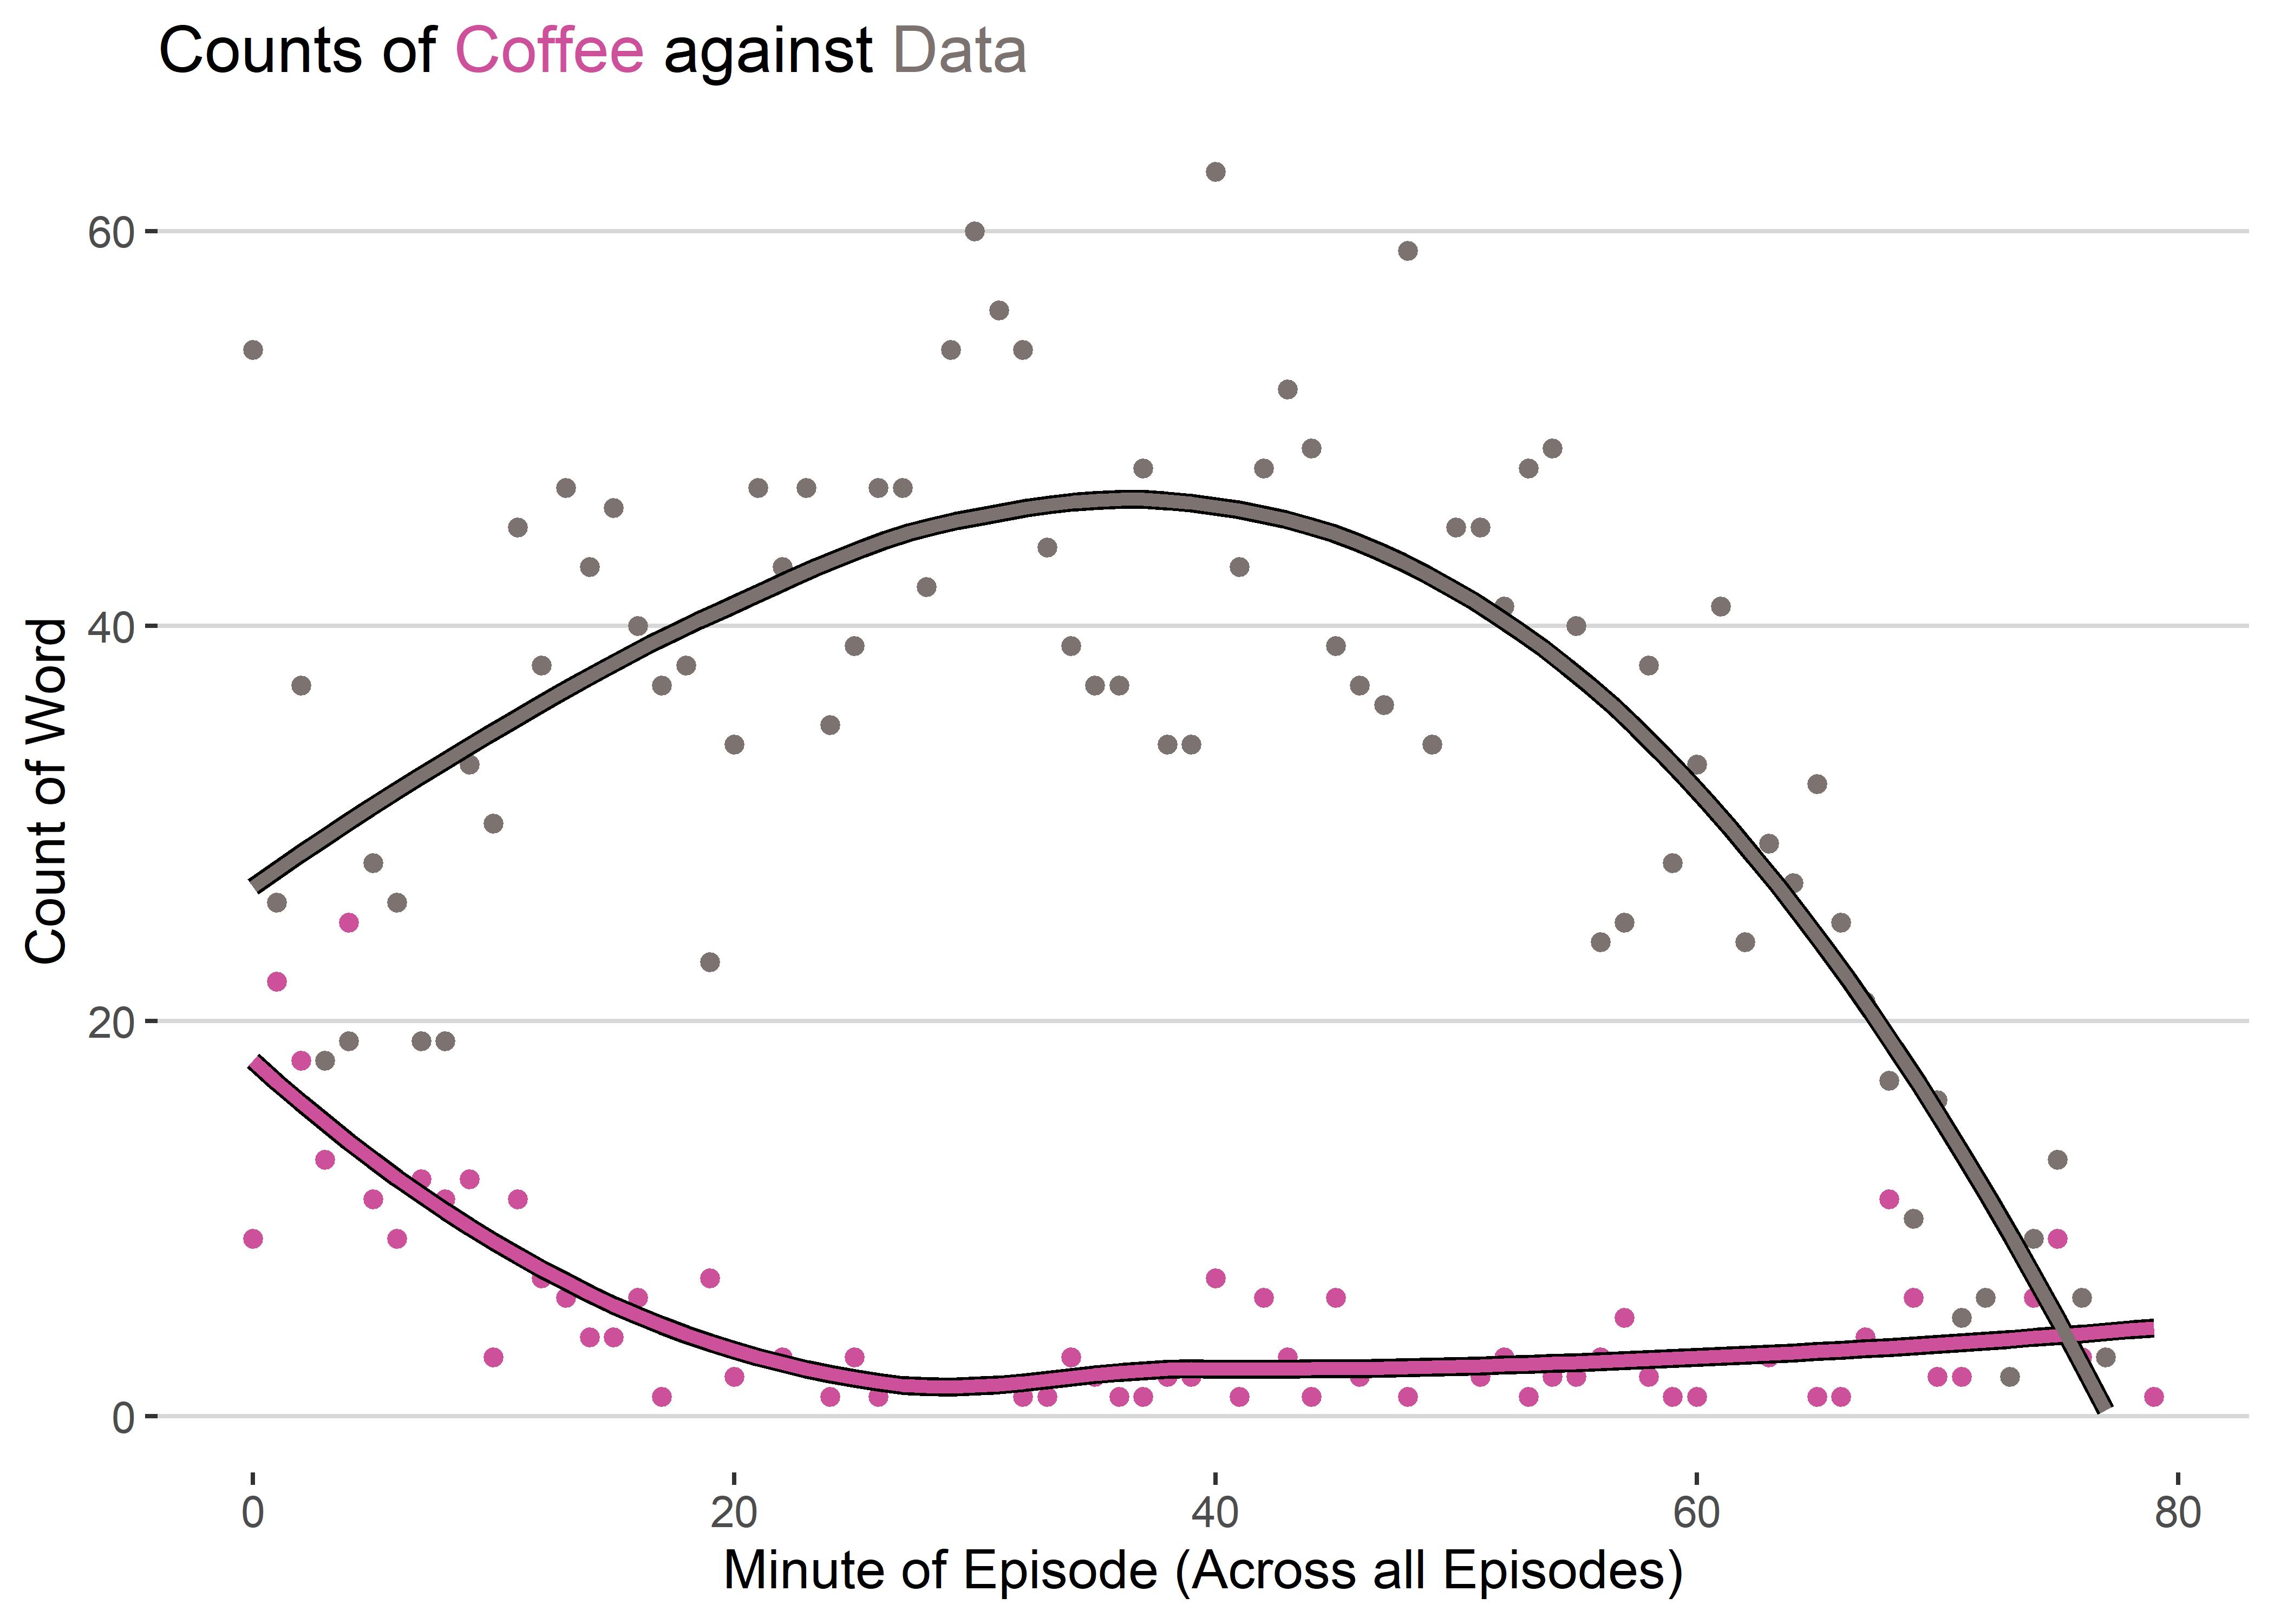 Counts of Coffee against Data
60
40
20
0
Count of Word
0 20 40 60 80
Minute of Episode (Across all Episodes)